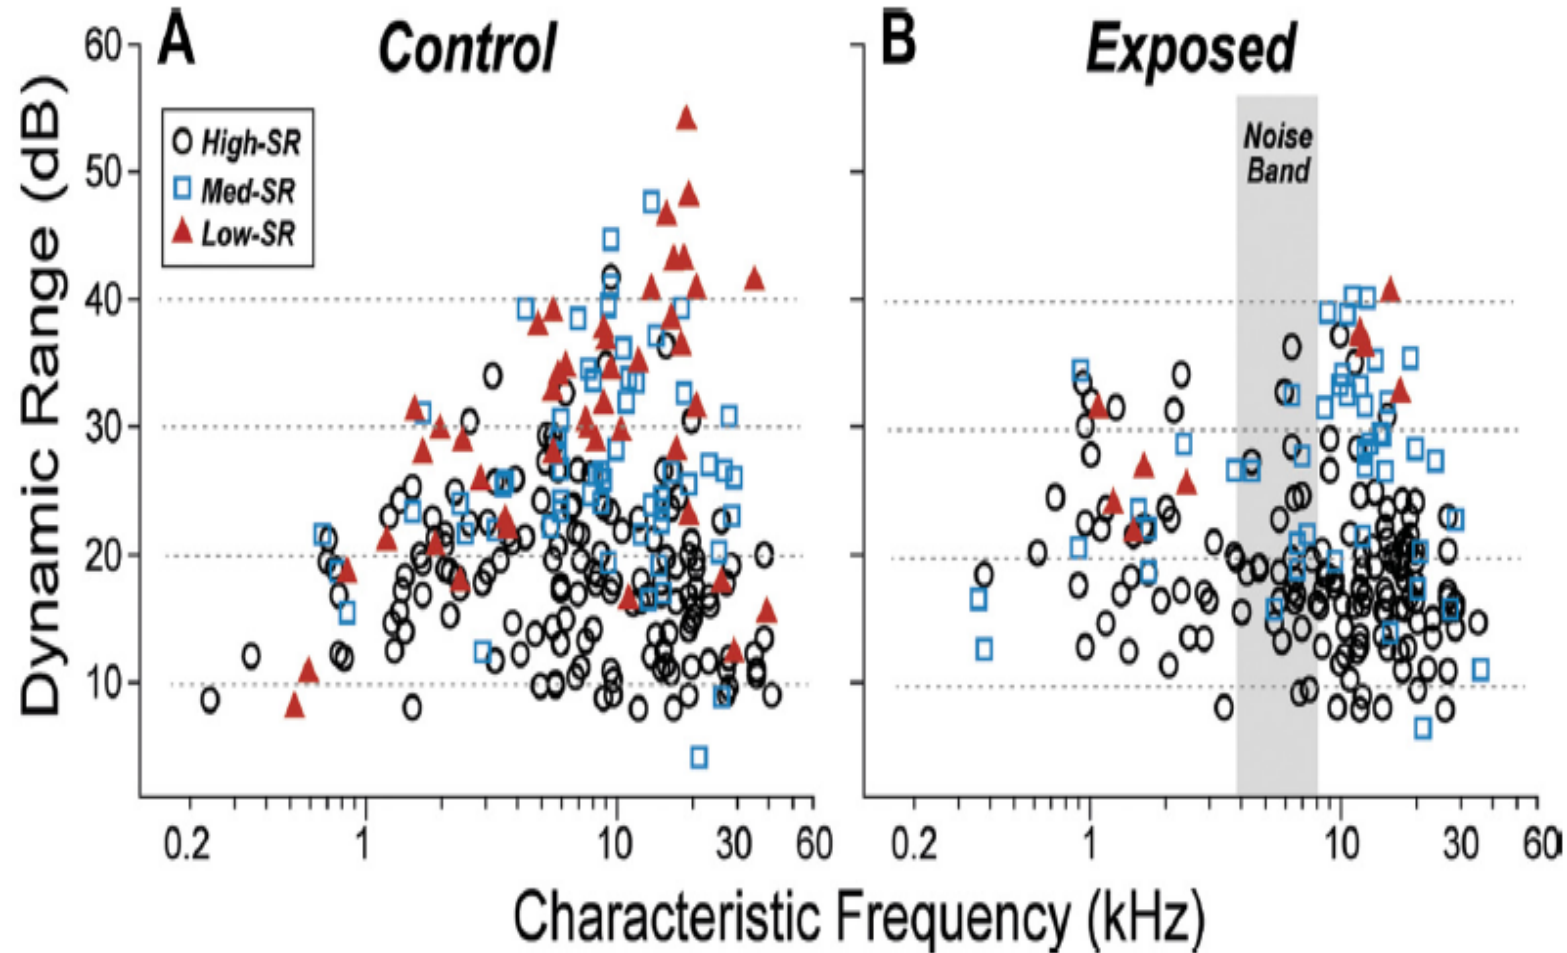 A Control
B Exposed
Dynamic Range (dB)
60
50
40
30
20
10
High-SR
Med-SR
Low-SR
Noise
Band
0.2 1 10 30 60
0.2 1 10 30 60
Characteristic Frequency (kHz)